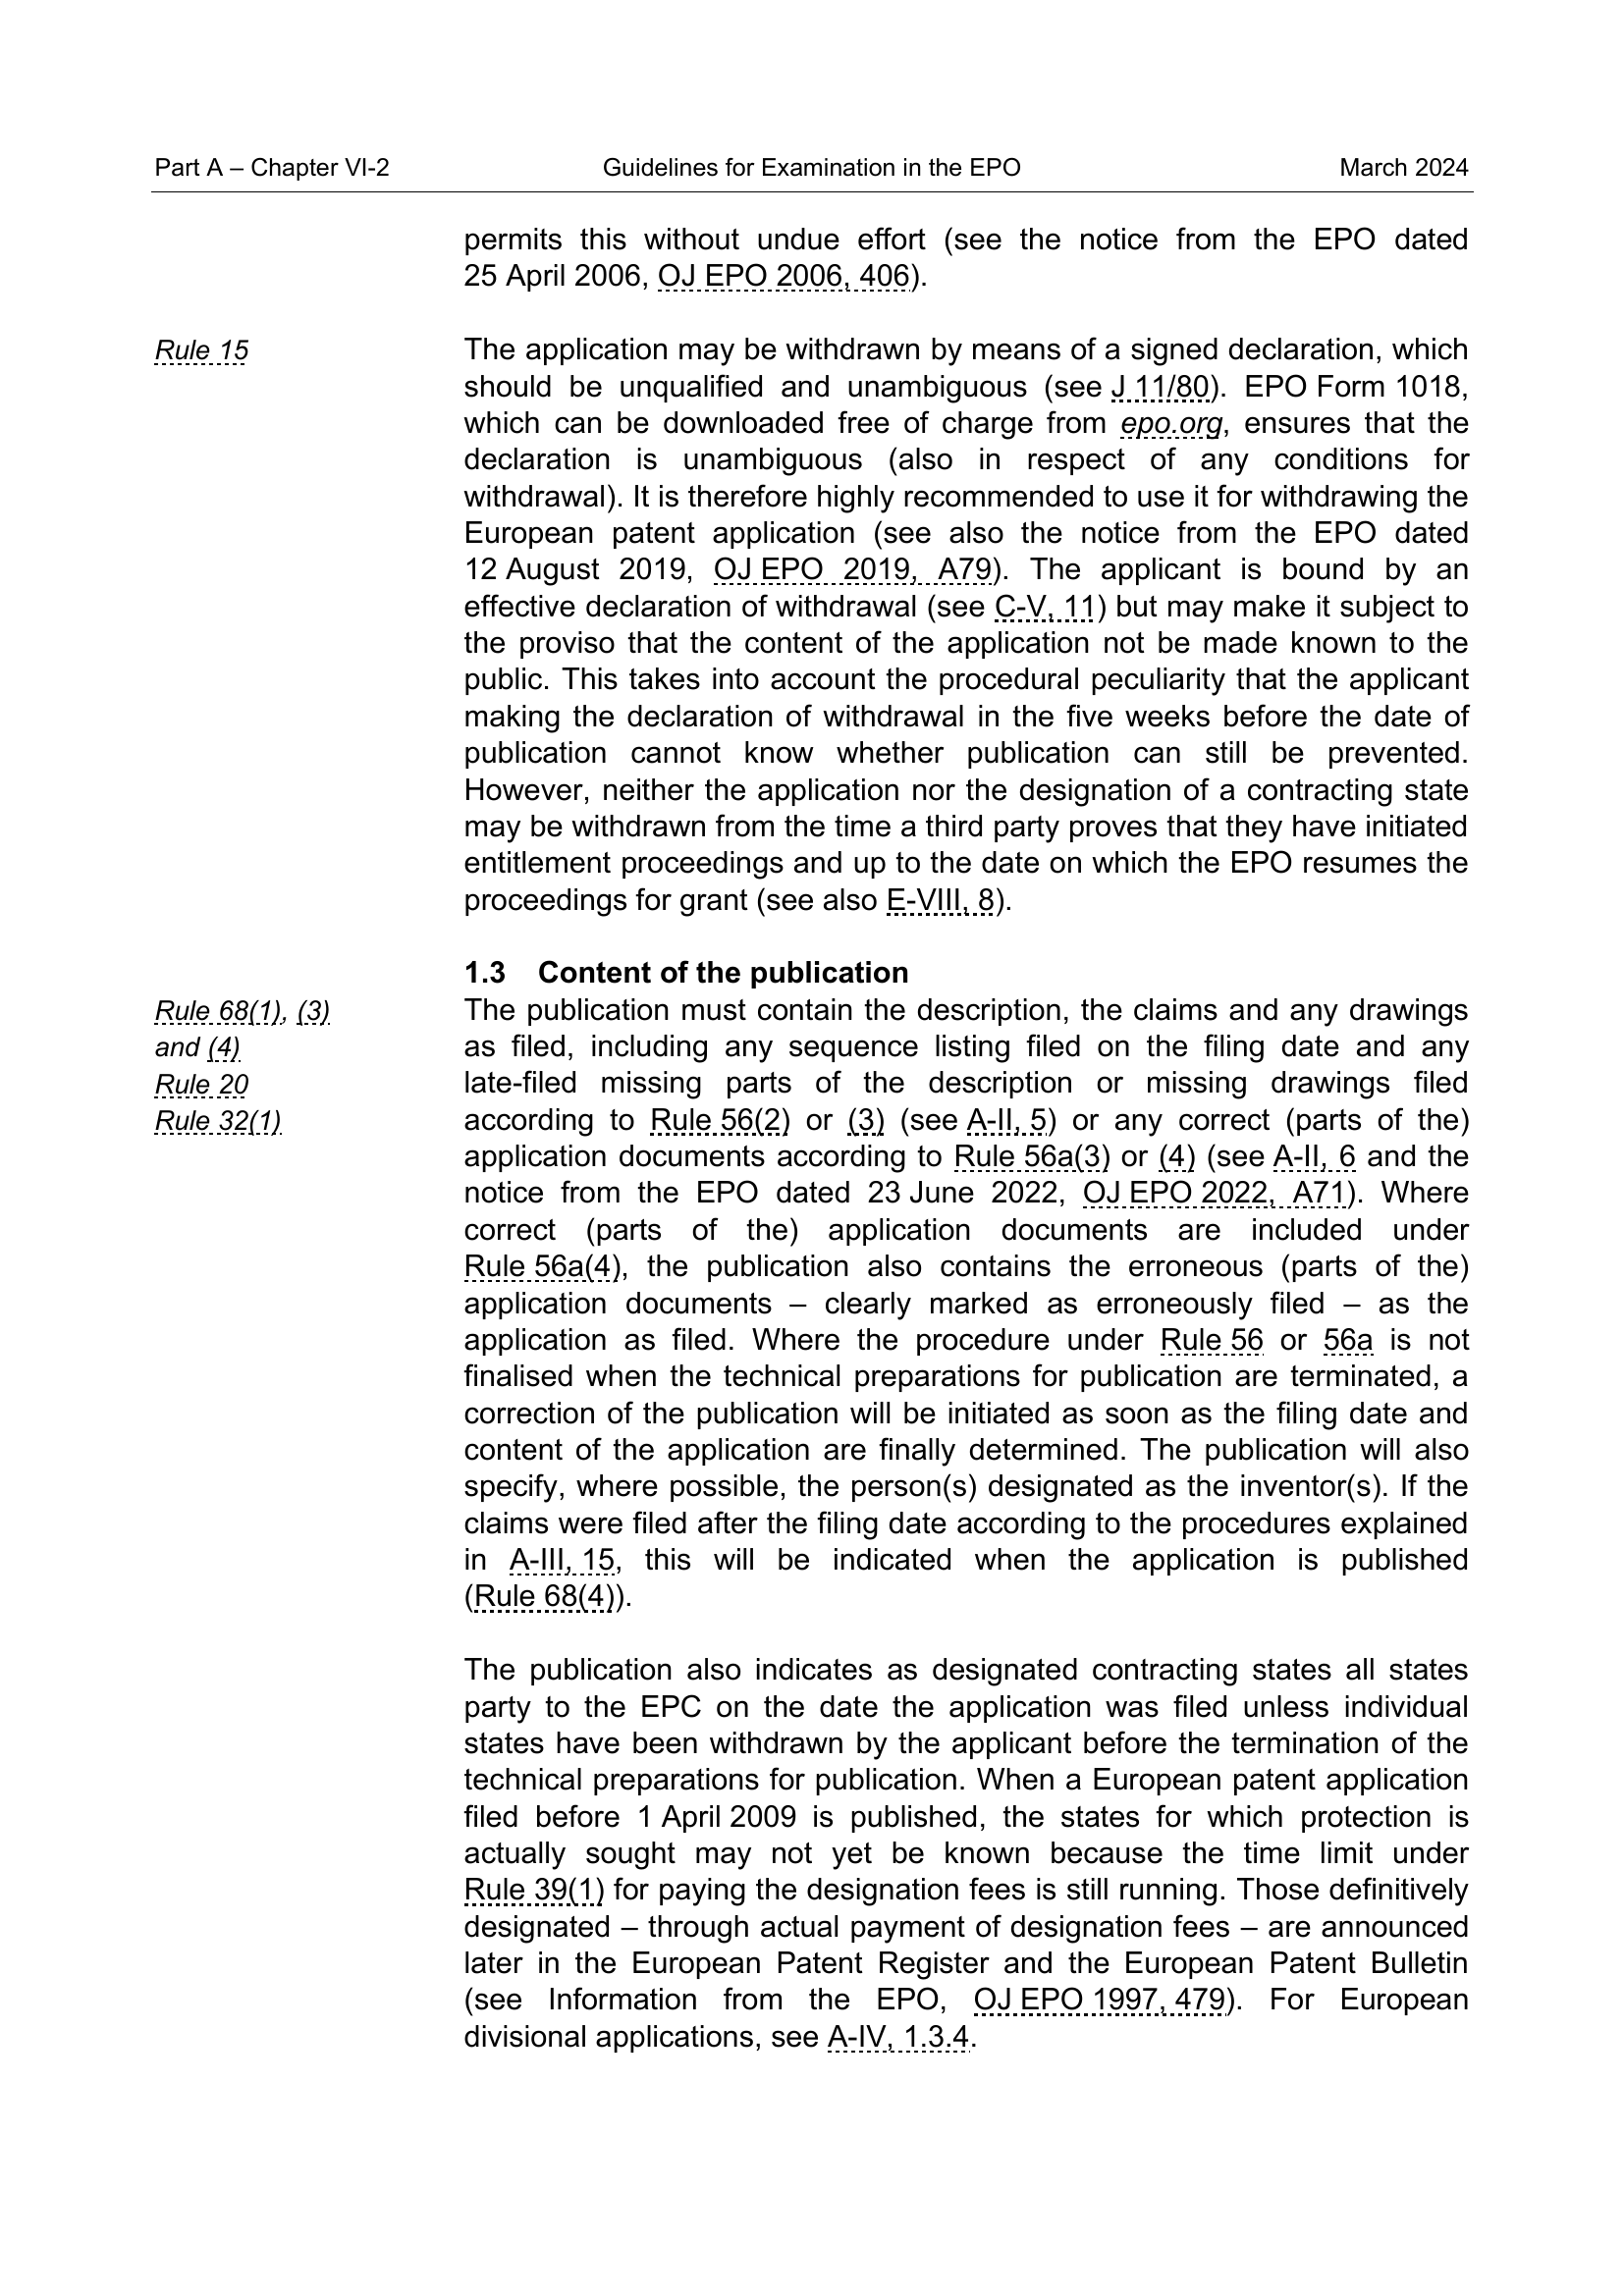 Part A – Chapter VI-2 Guidelines for Examination in the EPO March 2024
permits this without undue effort (see the notice from the EPO dated
25 April 2006, OJ EPO 2006, 406).
Rule 15
The application may be withdrawn by means of a signed declaration, which
should be unqualified and unambiguous (see J 11/80). EPO Form 1018,
which can be downloaded free of charge from epo.org, ensures that the
declaration is unambiguous (also in respect of any conditions for
withdrawal). It is therefore highly recommended to use it for withdrawing the
European patent application (see also the notice from the EPO dated
12 August 2019, OJ EPO 2019, A79). The applicant is bound by an
effective declaration of withdrawal (see C-V, 11) but may make it subject to
the proviso that the content of the application not be made known to the
public. This takes into account the procedural peculiarity that the applicant
making the declaration of withdrawal in the five weeks before the date of
publication cannot know whether publication can still be prevented.
However, neither the application nor the designation of a contracting state
may be withdrawn from the time a third party proves that they have initiated
entitlement proceedings and up to the date on which the EPO resumes the
proceedings for grant (see also E-VIII, 8).
1.3 Content of the publication
Rule 68(1), (3)
and (4)
Rule 20
Rule 32(1)
The publication must contain the description, the claims and any drawings
as filed, including any sequence listing filed on the filing date and any
late-filed missing parts of the description or missing drawings filed
according to Rule 56(2) or (3) (see A-II, 5) or any correct (parts of the)
application documents according to Rule 56a(3) or (4) (see A-II, 6 and the
notice from the EPO dated 23 June 2022, OJ EPO 2022, A71). Where
correct (parts of the) application documents are included under
Rule 56a(4), the publication also contains the erroneous (parts of the)
application documents – clearly marked as erroneously filed – as the
application as filed. Where the procedure under Rule 56 or 56a is not
finalised when the technical preparations for publication are terminated, a
correction of the publication will be initiated as soon as the filing date and
content of the application are finally determined. The publication will also
specify, where possible, the person(s) designated as the inventor(s). If the
claims were filed after the filing date according to the procedures explained
in A-III, 15, this will be indicated when the application is published
(Rule 68(4)).
The publication also indicates as designated contracting states all states
party to the EPC on the date the application was filed unless individual
states have been withdrawn by the applicant before the termination of the
technical preparations for publication. When a European patent application
filed before 1 April 2009 is published, the states for which protection is
actually sought may not yet be known because the time limit under
Rule 39(1) for paying the designation fees is still running. Those definitively
designated – through actual payment of designation fees – are announced
later in the European Patent Register and the European Patent Bulletin
(see Information from the EPO, OJ EPO 1997, 479). For European
divisional applications, see A-IV, 1.3.4.